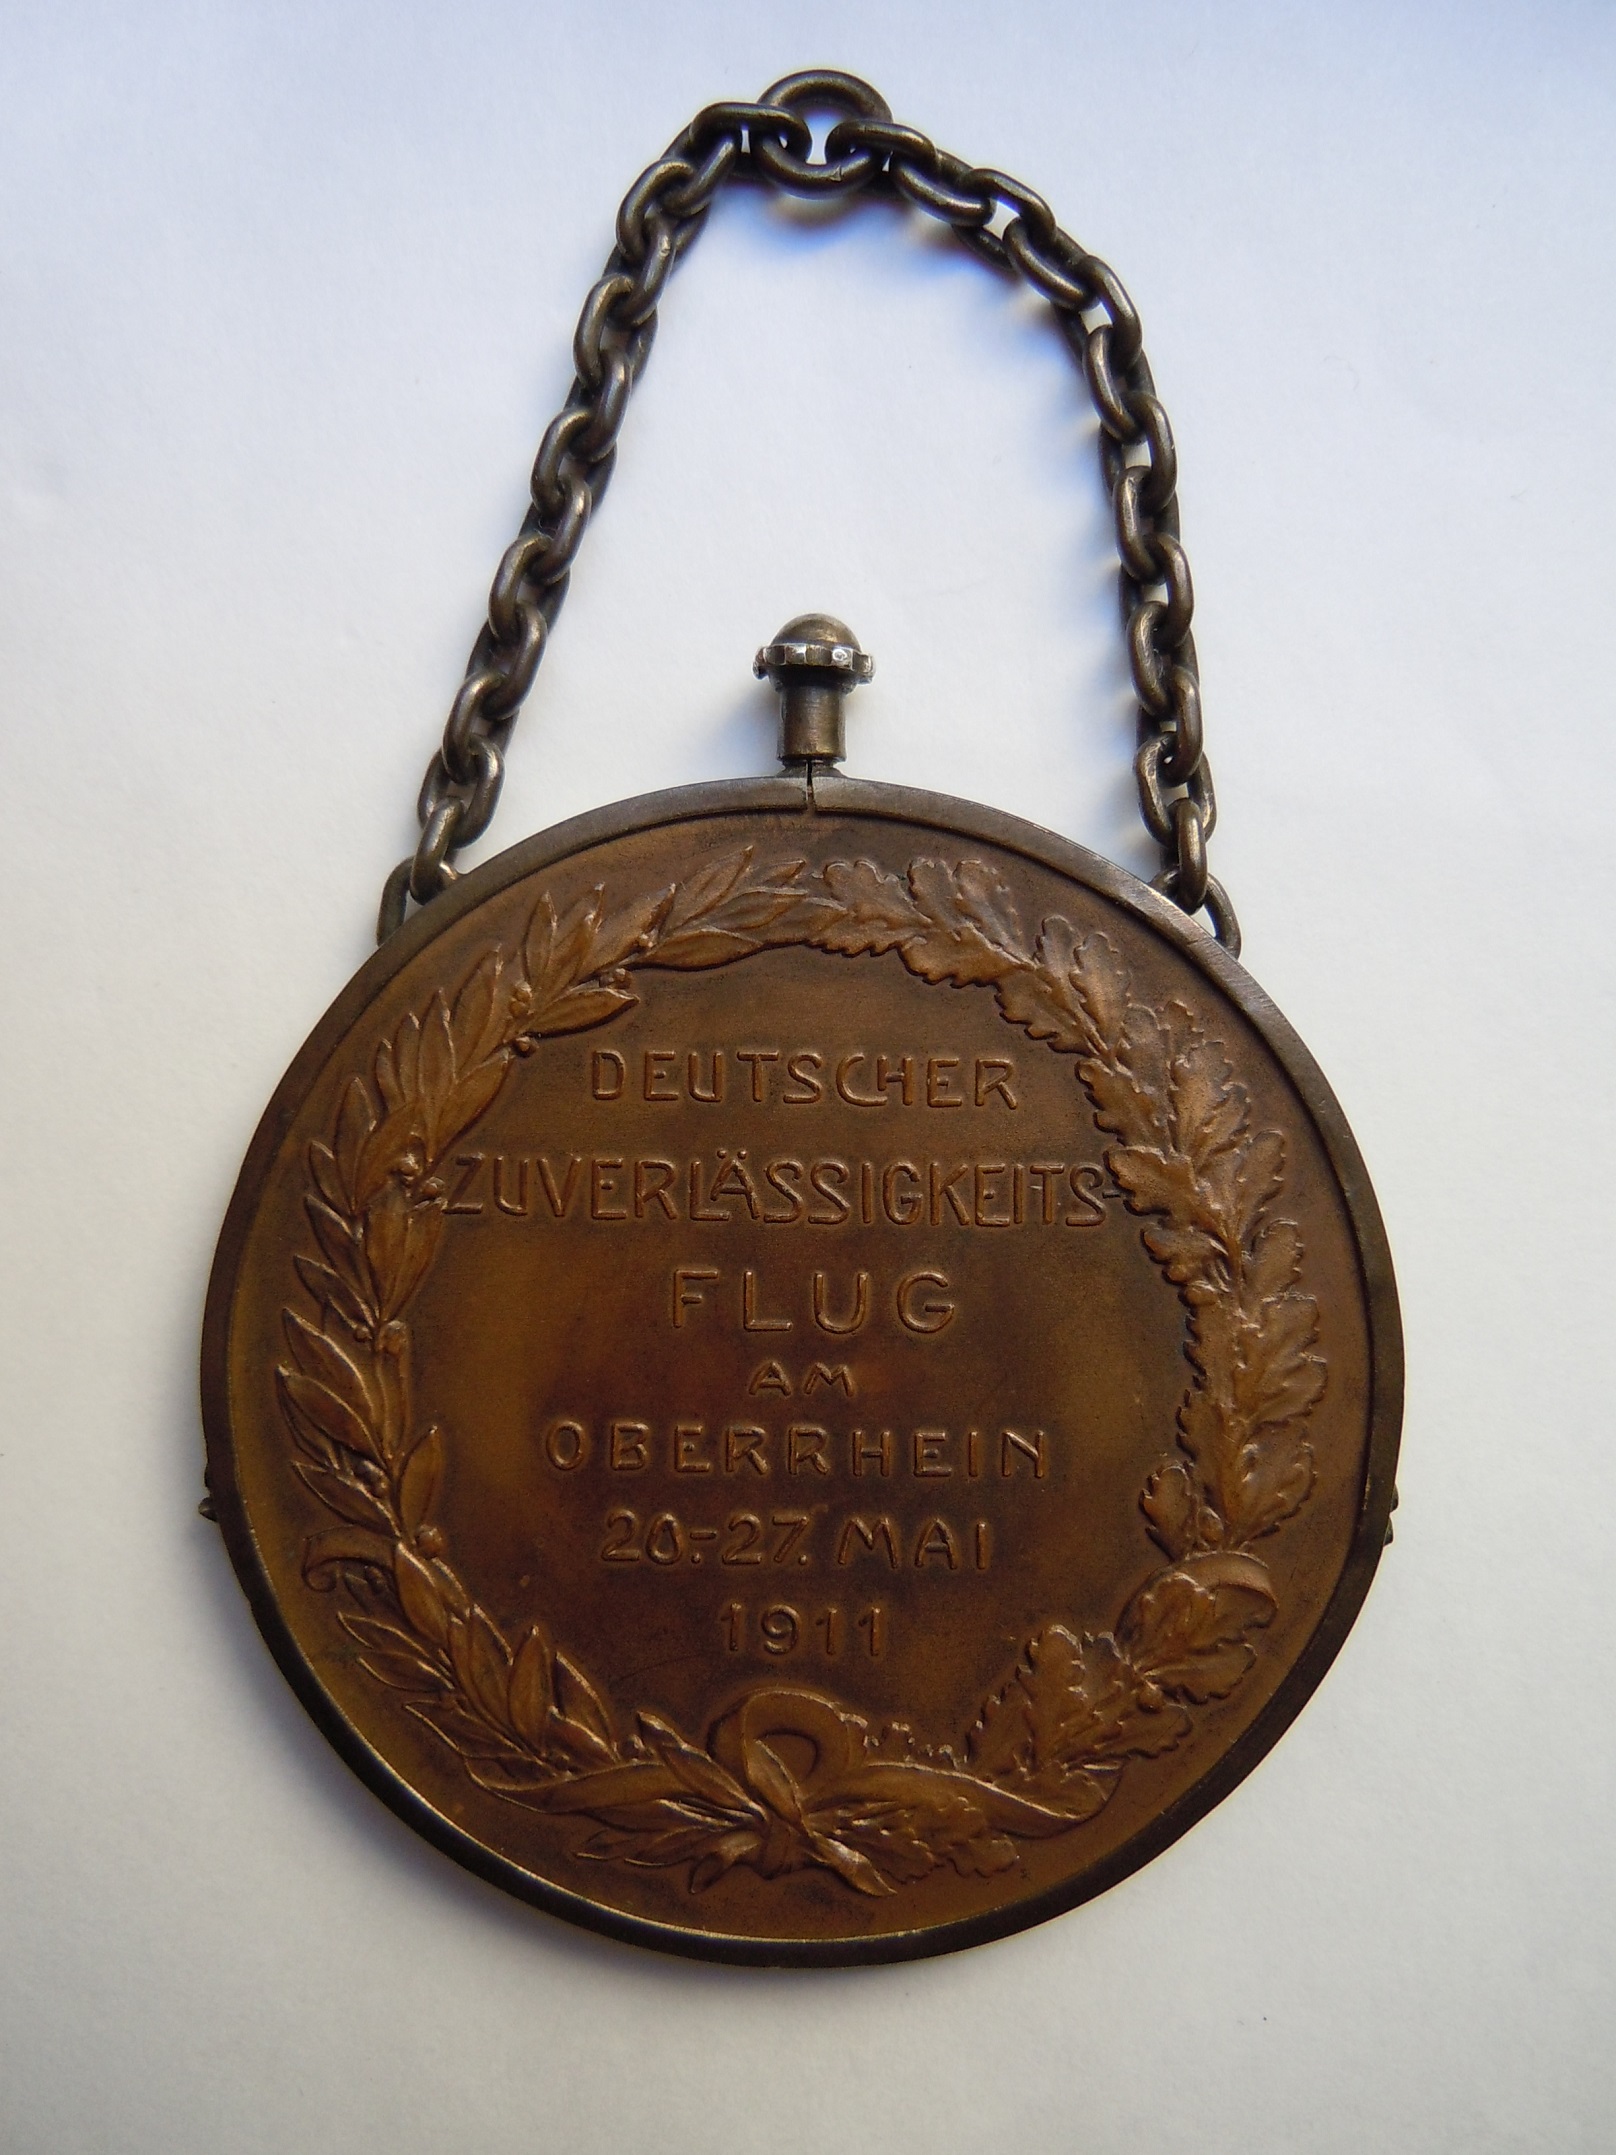 DEUTSCHER
ZUVERLÄSSIGKEITS-
FLUG
AM
OBERRHEIN
20.-27. MAI
1911